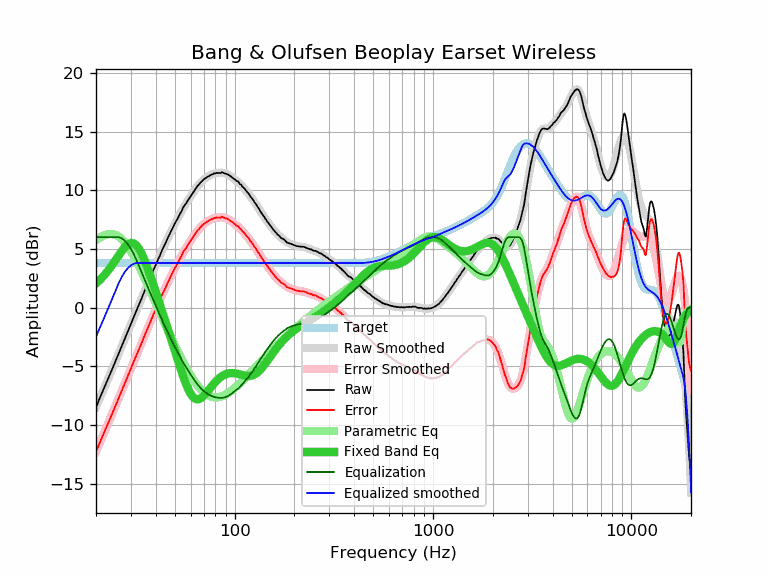 Bang & Olufsen Beoplay Earset Wireless
Amplitude (dBr)
20
15
10
5
0
−5
−10
−15
Target
Raw Smoothed
Error Smoothed
Raw
Error
Parametric Eq
Fixed Band Eq
Equalization
Equalized smoothed
100
1000
10000
Frequency (Hz)